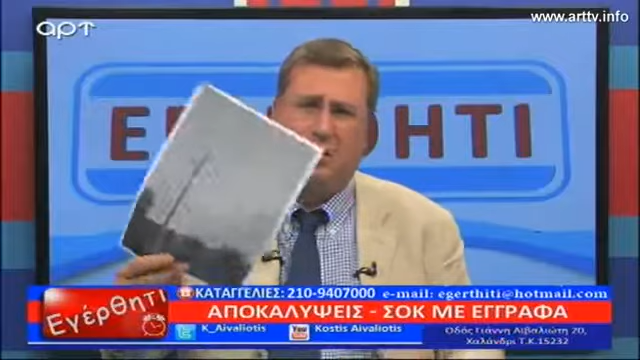 www.arttv.info
αρτ
ΕΓΕΡΘΗΤΙ
Εγέρθητι
ΚΑΤΑΓΓΕΛΙΕΣ: 210-9407000 e-mail: egerthiti@hotmail.com
ΑΠΟΚΑΛΥΨΕΙΣ - ΣΟΚ ΜΕ ΕΓΓΡΑΦΑ
K_Aivaliotis
Kostis Aivaliotis
Οδός Γιάννη Αϊβαλιώτη 20,
Χαλάνδρι Τ.Κ.15232